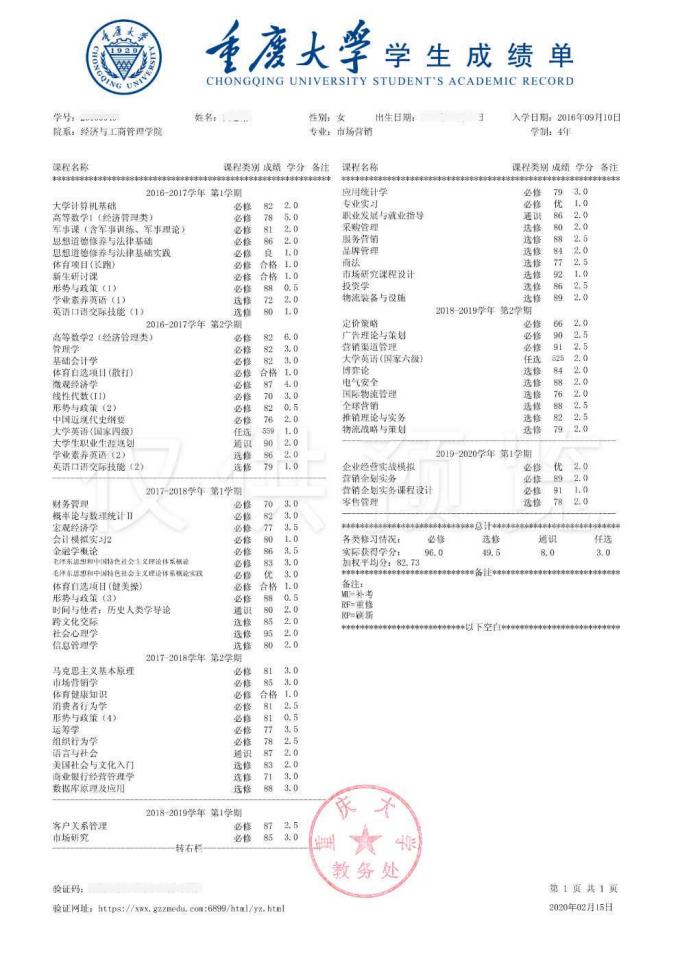 重庆大学学生成绩单
CHONGQING UNIVERSITY STUDENT'S ACADEMIC RECORD
学号：
姓名：
性别：女
出生日期：
日
入学日期：2016年09月10日
院系：经济与工商管理学院
专业：市场营销
学制：4年
课程名称 课程类别 成绩 学分 备注
2016-2017学年 第1学期
大学计算机基础 必修 82 2.0
高等数学1（经济管理类） 必修 78 5.0
军事课（含军事训练、军事理论） 必修 81 2.0
思想道德修养与法律基础 必修 86 2.0
思想道德修养与法律基础实践 必修 良 1.0
体育项目(长跑) 必修 合格 1.0
新生研讨课 必修 合格 1.0
形势与政策（1） 必修 88 0.5
学业素养英语（1） 选修 72 2.0
英语口语交际技能（1） 选修 80 1.0
2016-2017学年 第2学期
高等数学2（经济管理类） 必修 82 6.0
管理学 必修 82 3.0
基础会计学 必修 82 3.0
体育自选项目(散打) 必修 合格 1.0
微观经济学 必修 87 4.0
线性代数(II) 必修 70 3.0
形势与政策（2） 必修 82 0.5
中国近现代史纲要 必修 76 2.0
大学英语(国家四级) 任选 559 1.0
大学生职业生涯规划 通识 90 2.0
学业素养英语（2） 选修 86 2.0
英语口语交际技能（2） 选修 79 1.0
2017-2018学年 第1学期
财务管理 必修 70 3.0
概率论与数理统计Ⅱ 必修 82 3.0
宏观经济学 必修 77 3.5
会计模拟实习2 必修 80 1.0
金融学概论 必修 86 3.5
毛泽东思想和中国特色社会主义理论体系概论 必修 83 3.0
毛泽东思想和中国特色社会主义理论体系概论实践 必修 优 3.0
体育自选项目(健美操) 必修 合格 1.0
形势与政策（3） 必修 88 0.5
时间与他者：历史人类学导论 通识 80 2.0
跨文化交际 选修 85 2.0
社会心理学 选修 95 2.0
信息管理学 选修 80 2.0
2017-2018学年 第2学期
马克思主义基本原理 必修 81 3.0
市场营销学 必修 85 3.0
体育健康知识 必修 合格 1.0
消费者行为学 必修 81 2.5
形势与政策（4） 必修 81 0.5
运筹学 必修 77 3.5
组织行为学 必修 78 2.5
语言与社会 通识 87 2.0
美国社会与文化入门 选修 83 2.0
商业银行经营管理学 选修 71 3.0
数据库原理及应用 选修 88 3.0
2018-2019学年 第1学期
客户关系管理 必修 87 2.5
市场研究 必修 85 3.0
转右栏
课程名称 课程类别 成绩 学分 备注
应用统计学 必修 79 3.0
专业实习 必修 优 1.0
职业发展与就业指导 通识 86 2.0
采购管理 选修 80 2.0
服务营销 选修 88 2.5
品牌管理 选修 84 2.0
商法 选修 77 2.5
市场研究课程设计 选修 92 1.0
投资学 选修 86 2.5
物流装备与设施 选修 89 2.0
2018-2019学年 第2学期
定价策略 必修 66 2.0
广告理论与策划 必修 90 2.5
营销渠道管理 必修 91 2.5
大学英语(国家六级) 任选 525 2.0
博弈论 选修 84 2.0
电气安全 选修 88 2.0
国际物流管理 选修 76 2.0
全球营销 选修 88 2.5
推销理论与实务 选修 82 2.5
物流战略与策划 选修 79 2.0
2019-2020学年 第1学期
企业经营实战模拟 必修 优 2.0
营销企划实务 必修 89 2.0
营销企划实务课程设计 必修 91 1.0
零售管理 选修 78 2.0
总计
各类修习情况： 必修 选修 通识 任选
实际获得学分： 96.0 49.5 8.0 3.0
加权平均分：82.73
备注
备注：
MU=补考
RF=重修
RP=刷新
以下空白
仅供预览
重庆大学
教务处
验证码：
第 1 页 共 1 页
验证网址：https://xwx.gzzmedu.com:6899/html/yz.html
2020年02月15日
1929
CHONGQING UNIVERSITY